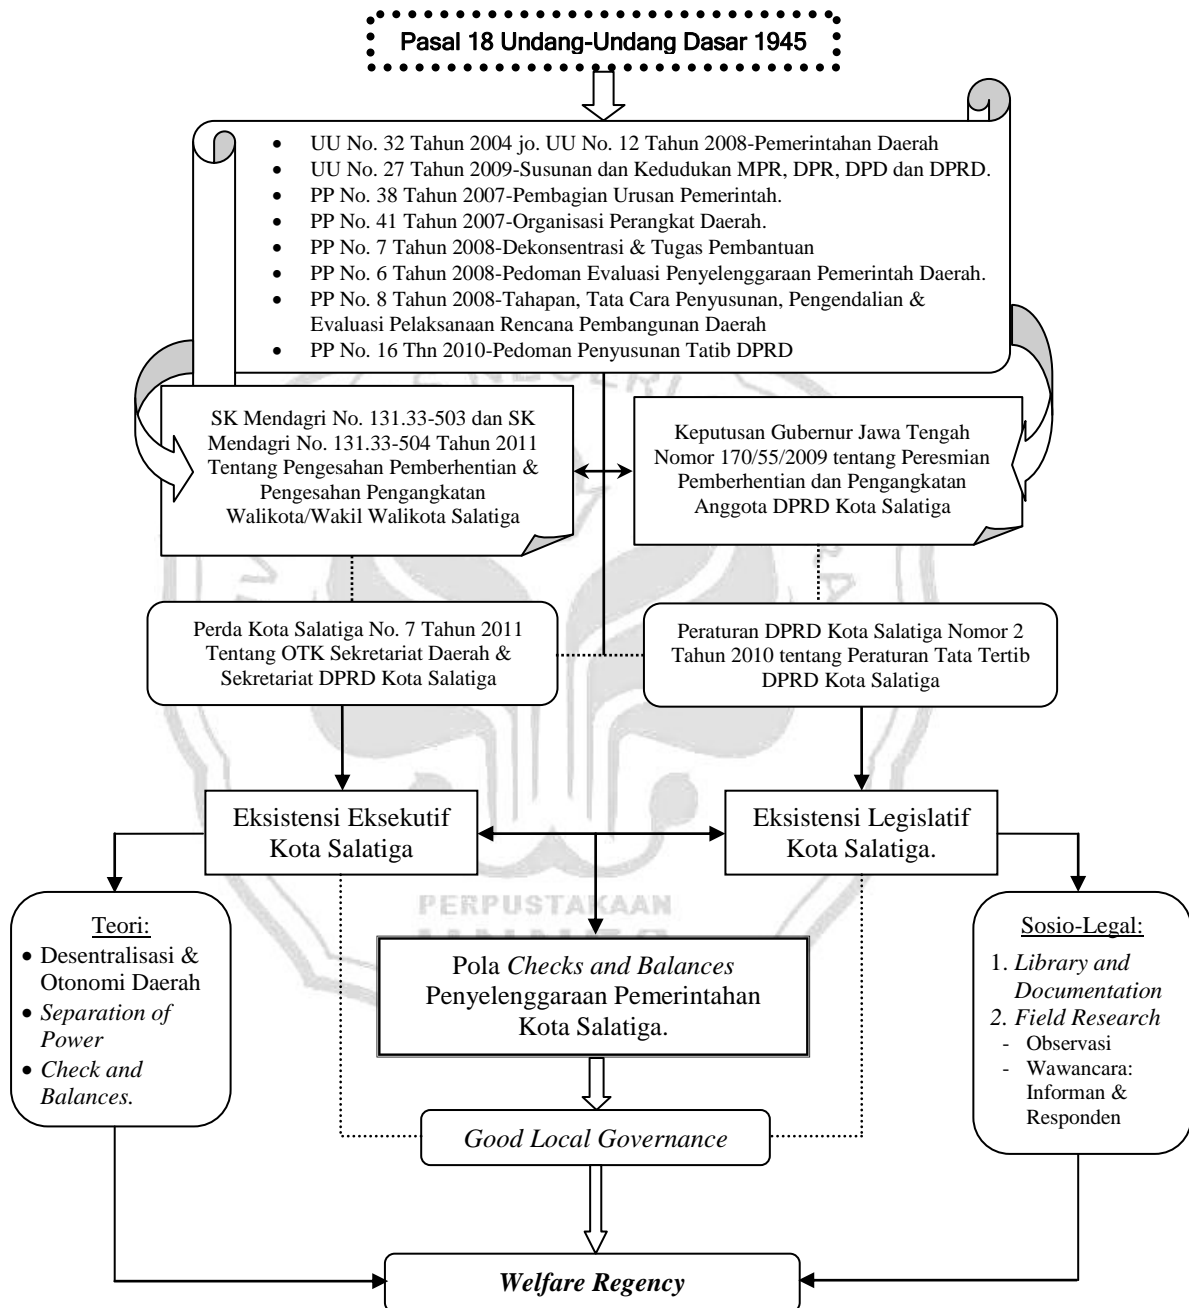 Pasal 18 Undang-Undang Dasar 1945
• UU No. 32 Tahun 2004 jo. UU No. 12 Tahun 2008-Pemerintahan Daerah
• UU No. 27 Tahun 2009-Susunan dan Kedudukan MPR, DPR, DPD dan DPRD.
• PP No. 38 Tahun 2007-Pembagian Urusan Pemerintah.
• PP No. 41 Tahun 2007-Organisasi Perangkat Daerah.
• PP No. 7 Tahun 2008-Dekonsentrasi & Tugas Pembantuan
• PP No. 6 Tahun 2008-Pedoman Evaluasi Penyelenggaraan Pemerintah Daerah.
• PP No. 8 Tahun 2008-Tahapan, Tata Cara Penyusunan, Pengendalian &
Evaluasi Pelaksanaan Rencana Pembangunan Daerah
• PP No. 16 Thn 2010-Pedoman Penyusunan Tatib DPRD
SK Mendagri No. 131.33-503 dan SK
Mendagri No. 131.33-504 Tahun 2011
Tentang Pengesahan Pemberhentian &
Pengesahan Pengangkatan
Walikota/Wakil Walikota Salatiga
Keputusan Gubernur Jawa Tengah
Nomor 170/55/2009 tentang Peresmian
Pemberhentian dan Pengangkatan
Anggota DPRD Kota Salatiga
Perda Kota Salatiga No. 7 Tahun 2011
Tentang OTK Sekretariat Daerah &
Sekretariat DPRD Kota Salatiga
Peraturan DPRD Kota Salatiga Nomor 2
Tahun 2010 tentang Peraturan Tata Tertib
DPRD Kota Salatiga
Eksistensi Eksekutif
Kota Salatiga
Eksistensi Legislatif
Kota Salatiga.
Teori:
• Desentralisasi &
Otonomi Daerah
• Separation of
Power
• Check and
Balances.
PERPUSTAKAAN
Pola Checks and Balances
Penyelenggaraan Pemerintahan
Kota Salatiga.
Sosio-Legal:
1. Library and
Documentation
2. Field Research
- Observasi
- Wawancara:
Informan &
Responden
Good Local Governance
Welfare Regency